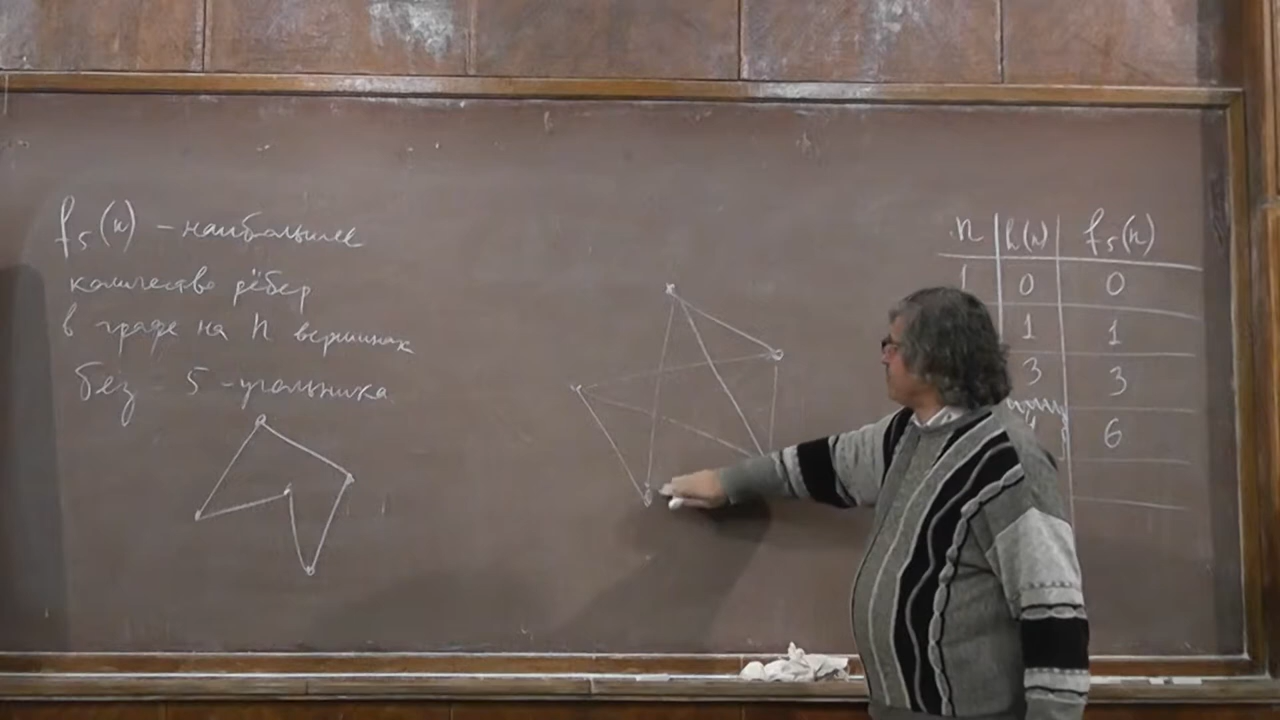 f₅(n) – наибольшее
количество рёбер
в графе на n вершинах
без 5-угольника
n | h(n) | f₅(n)
1 | 0 | 0
1 | 1
3 | 3
6